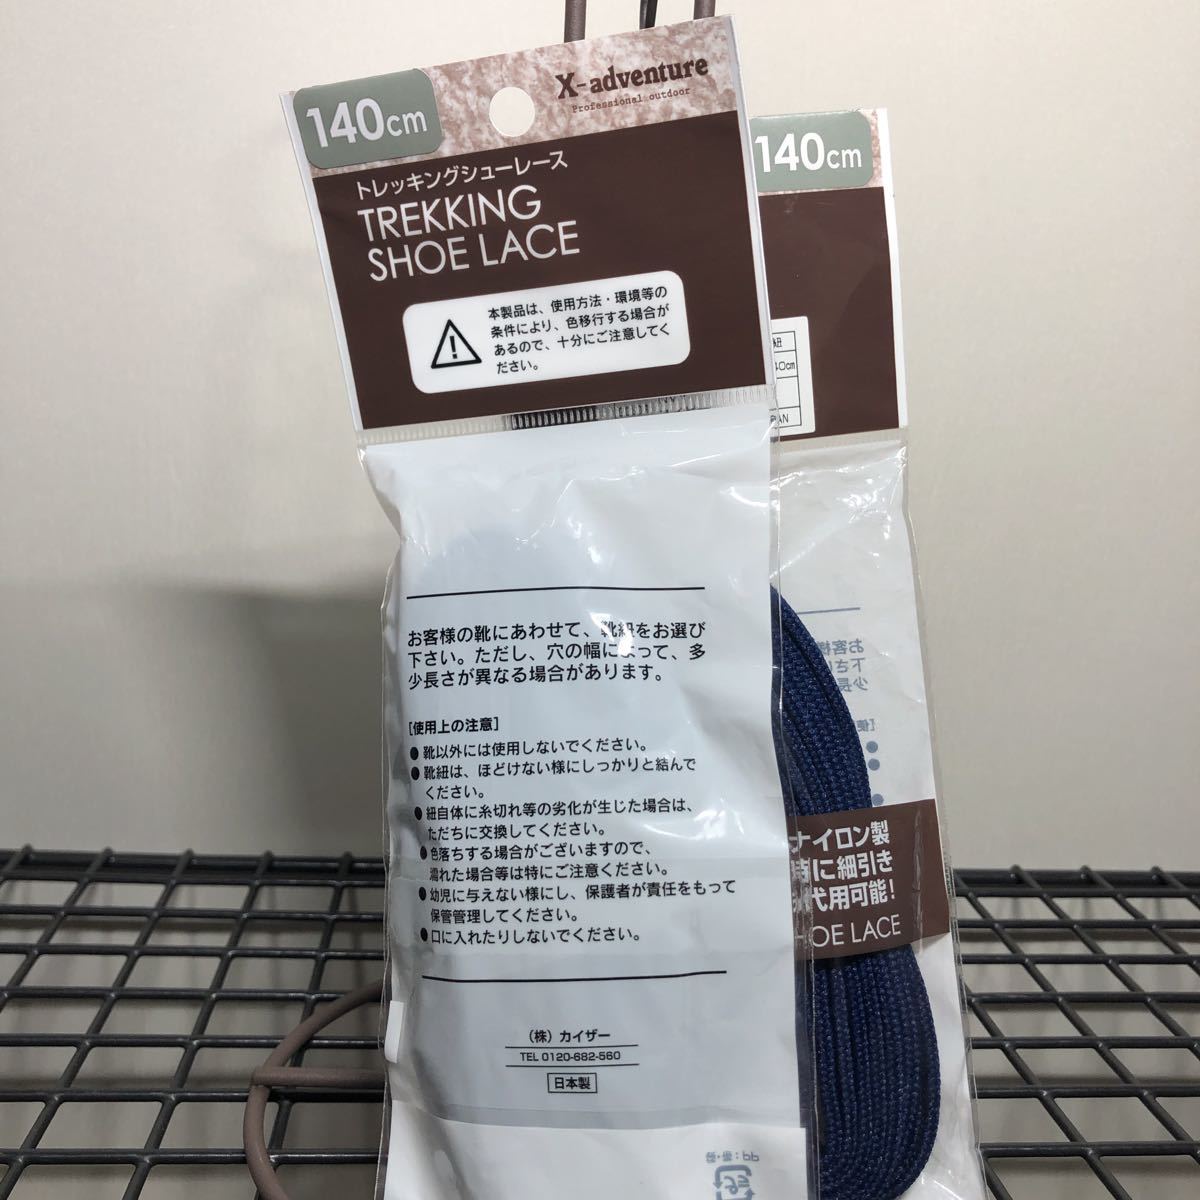 140cm
X-adventure
Professional outdoor
トレッキングシューレース
TREKKING
SHOE LACE
本製品は、使用方法・環境等の
条件により、色移行する場合が
あるので、十分にご注意してく
ださい。
お客様の靴にあわせて、靴紐をお選び
下さい。ただし、穴の幅によって、多
少長さが異なる場合があります。
[使用上の注意]
●靴以外には使用しないでください。
●靴紐は、ほどけない様にしっかりと結んで
ください。
●紐自体に糸切れ等の劣化が生じた場合は、
ただちに交換してください。
●色落ちする場合がございますので、
濡れた場合等は特にご注意ください。
●幼児に与えない様にし、保護者が責任をもって
保管管理してください。
●口に入れたりしないでください。
(株)カイザー
TEL 0120-682-560
日本製
140cm
ナイロン製
に細引き
代用可能!
OE LACE